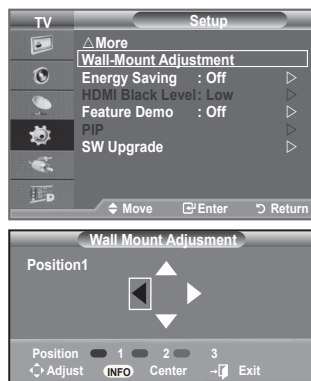 TV Setup
△More
Wall-Mount Adjustment
Energy Saving : Off
HDMI Black Level : Low
Feature Demo : Off
PIP
SW Upgrade
Move Enter Return
Wall Mount Adjusment
Position1
Position 1 2 3
Adjust INFO Center Exit